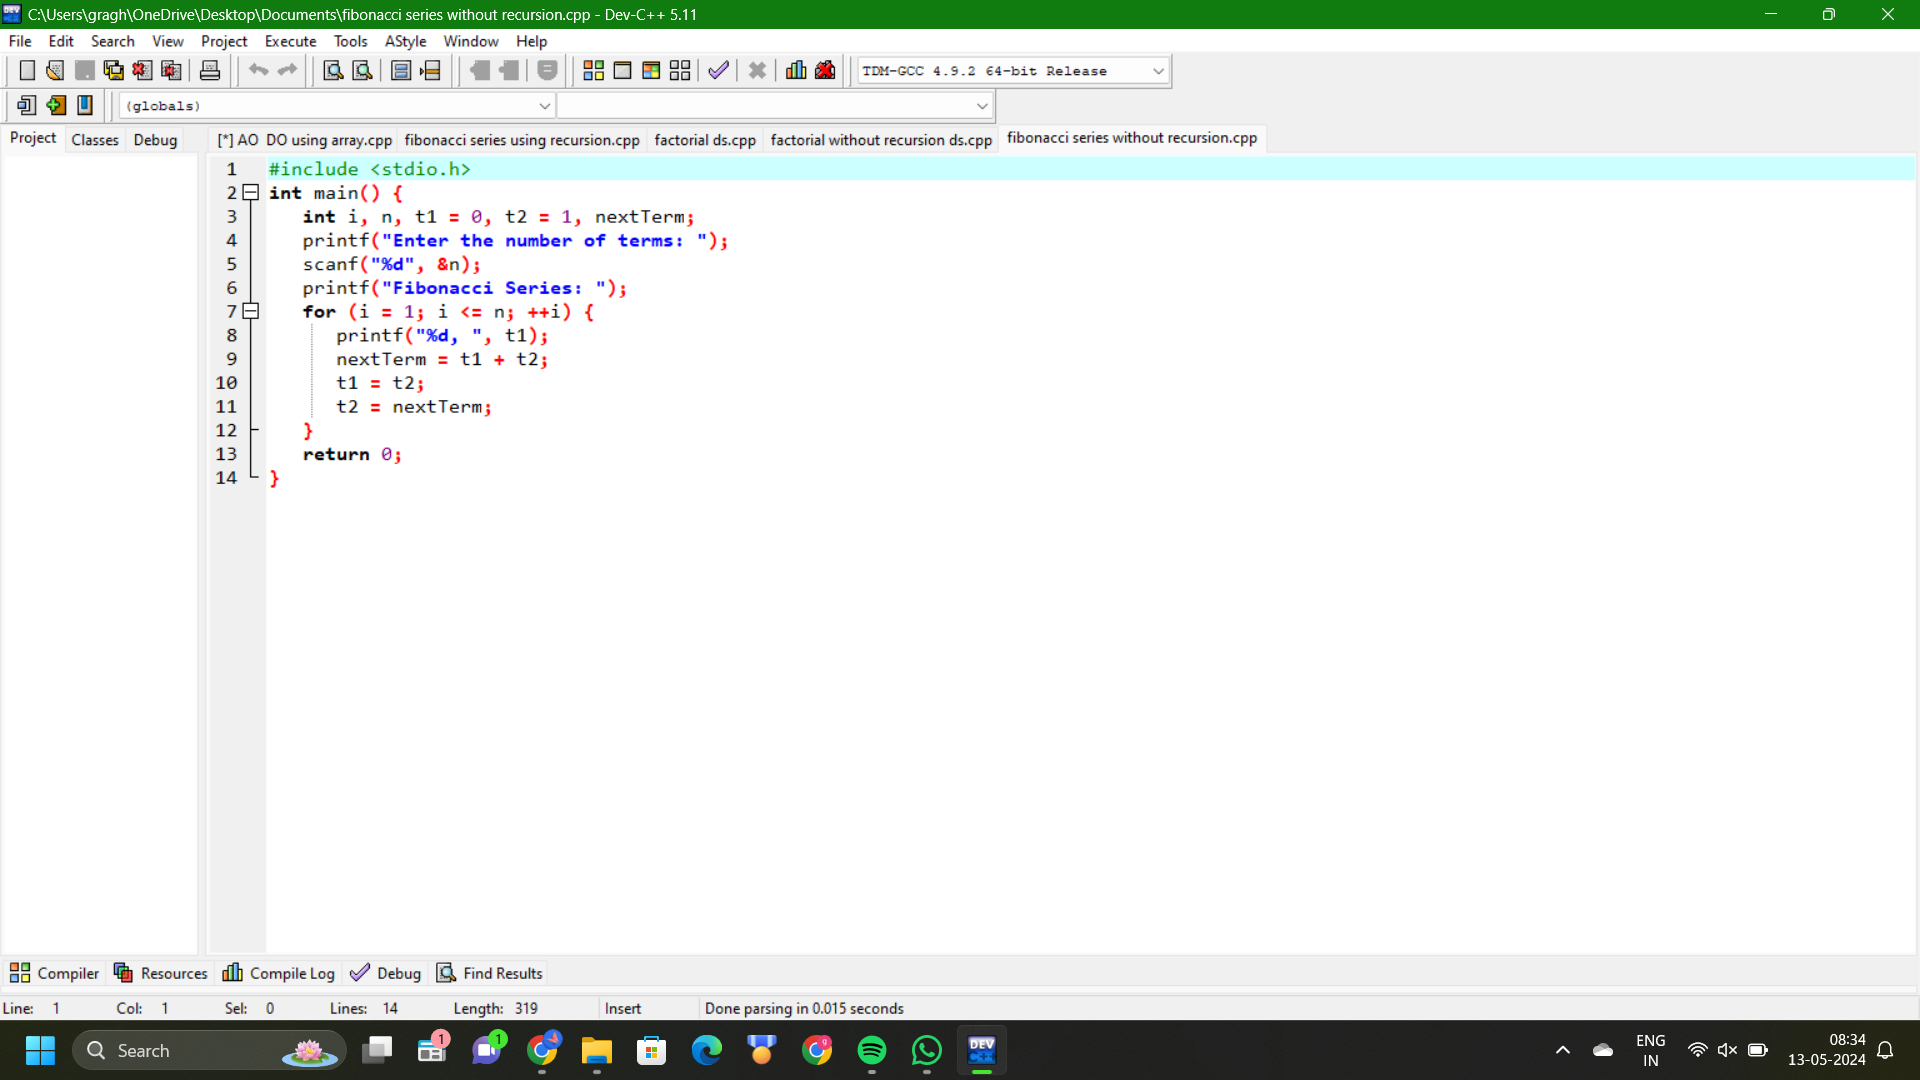 C:\Users\gragh\OneDrive\Desktop\Documents\fibonacci series without recursion.cpp - Dev-C++ 5.11
File Edit Search View Project Execute Tools AStyle Window Help
TDM-GCC 4.9.2 64-bit Release
(globals)
Project Classes Debug [*] AO DO using array.cpp fibonacci series using recursion.cpp factorial ds.cpp factorial without recursion ds.cpp fibonacci series without recursion.cpp
1 #include <stdio.h>
2 int main() {
3 int i, n, t1 = 0, t2 = 1, nextTerm;
4 printf("Enter the number of terms: ");
5 scanf("%d", &n);
6 printf("Fibonacci Series: ");
7 for (i = 1; i <= n; ++i) {
8 printf("%d, ", t1);
9 nextTerm = t1 + t2;
10 t1 = t2;
11 t2 = nextTerm;
12 }
13 return 0;
14 }
Compiler Resources Compile Log Debug Find Results
Line: 1 Col: 1 Sel: 0 Lines: 14 Length: 319 Insert Done parsing in 0.015 seconds
Search 1 1 9 DEV C++ ENG IN 08:34 13-05-2024